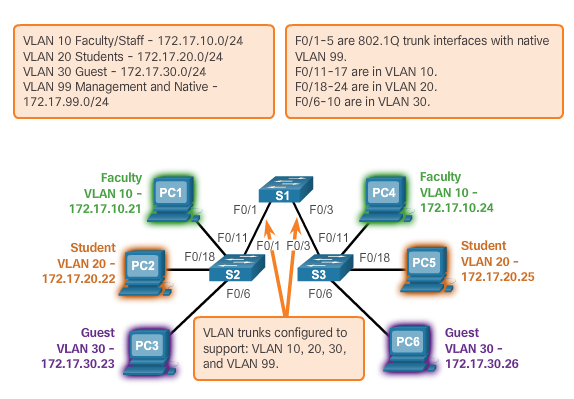 VLAN 10 Faculty/Staff – 172.17.10.0/24
VLAN 20 Students – 172.17.20.0/24
VLAN 30 Guest – 172.17.30.0/24
VLAN 99 Management and Native –
172.17.99.0/24
F0/1-5 are 802.1Q trunk interfaces with native
VLAN 99.
F0/11-17 are in VLAN 10.
F0/18-24 are in VLAN 20.
F0/6-10 are in VLAN 30.
Faculty
VLAN 10 –
172.17.10.21
PC1
S1
PC4
Faculty
VLAN 10 –
172.17.10.24
F0/1
F0/3
F0/11
F0/1
F0/3
F0/11
Student
VLAN 20 –
172.17.20.22
PC2
F0/18
S2
S3
F0/18
PC5
Student
VLAN 20 –
172.17.20.25
F0/6
F0/6
Guest
VLAN 30 –
172.17.30.23
PC3
VLAN trunks configured to
support: VLAN 10, 20, 30,
and VLAN 99.
PC6
Guest
VLAN 30 –
172.17.30.26